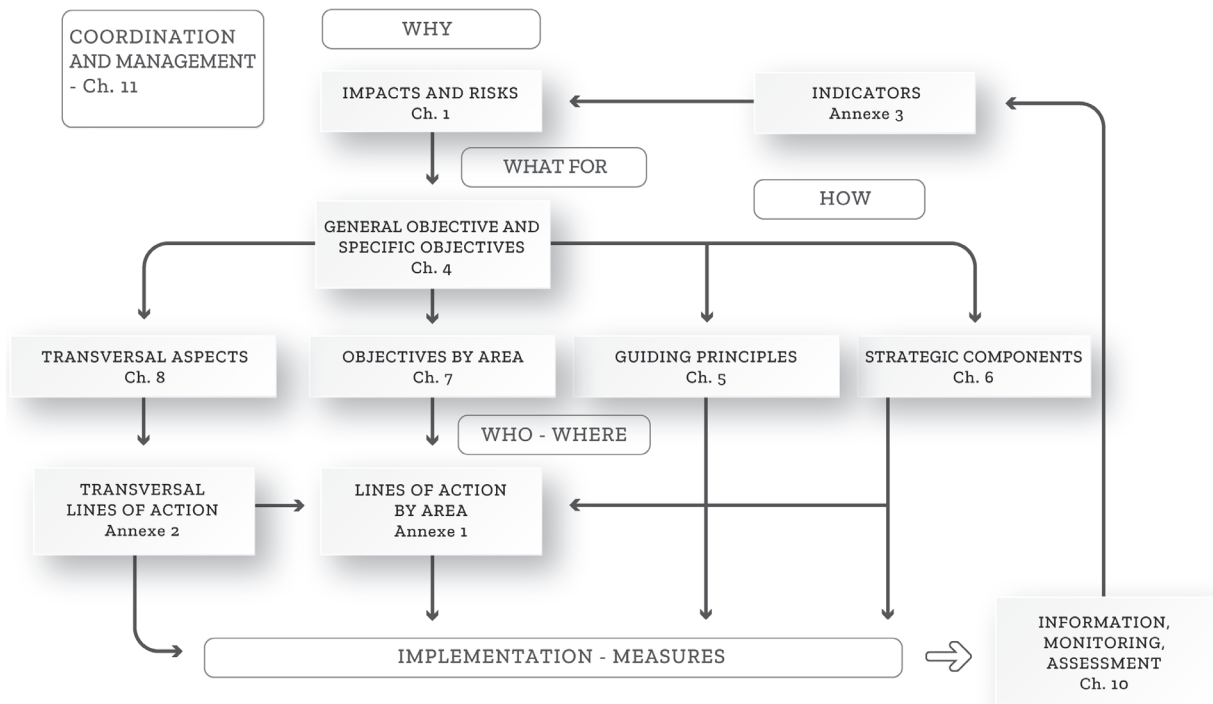 COORDINATION
AND MANAGEMENT
- Ch. 11
WHY
IMPACTS AND RISKS
Ch. 1
INDICATORS
Annexe 3
WHAT FOR
HOW
GENERAL OBJECTIVE AND
SPECIFIC OBJECTIVES
Ch. 4
TRANSVERSAL ASPECTS
Ch. 8
OBJECTIVES BY AREA
Ch. 7
GUIDING PRINCIPLES
Ch. 5
STRATEGIC COMPONENTS
Ch. 6
WHO - WHERE
TRANSVERSAL
LINES OF ACTION
Annexe 2
LINES OF ACTION
BY AREA
Annexe 1
IMPLEMENTATION - MEASURES
INFORMATION,
MONITORING,
ASSESSMENT
Ch. 10